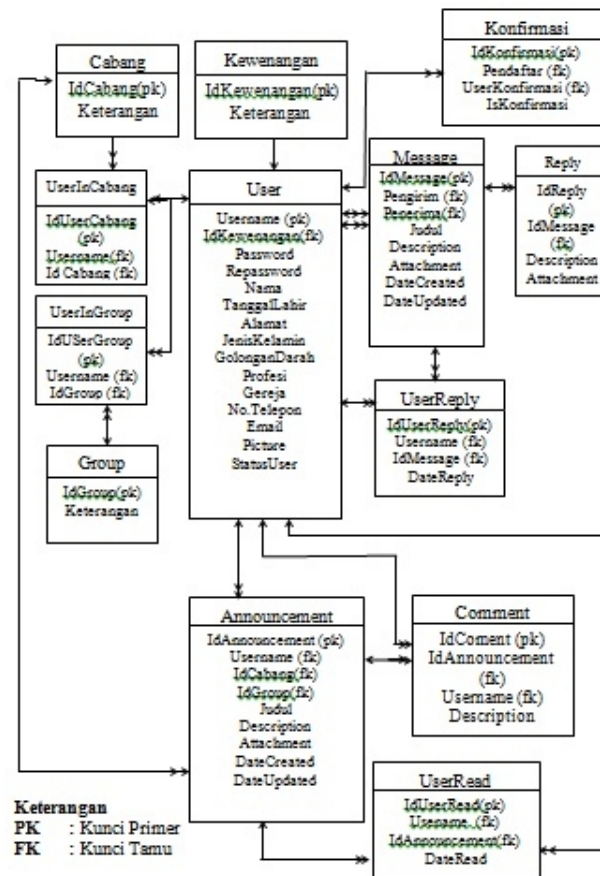 Cabang
IdCabang(pk)
Keterangan
Kewenangan
IdKewenangan(pk)
Keterangan
Konfirmasi
IdKonfirmasi(pk)
Pendaftar (fk)
UserKonfirmasi (fk)
IsKonfirmasi
UserInCabang
IdUserCabang
(pk)
Username(fk)
Id Cabang (fk)
User
Username (pk)
IdKewenangan(fk)
Password
Repassword
Nama
TanggalLahir
Alamat
JenisKelamin
GolonganDarah
Profesi
Gereja
No.Telepon
Email
Picture
StatusUser
Message
IdMessage(pk)
Pengirim (fk)
Penerima(fk)
Judul
Description
Attachment
DateCreated
DateUpdated
Reply
IdReply
(pk)
IdMessage
(fk)
Description
Attachment
UserInGroup
IdUSerGroup
(pk)
Username (fk)
IdGroup (fk)
UserReply
IdUserReply(pk)
Username (fk)
IdMessage (fk)
DateReply
Group
IdGroup(pk)
Keterangan
Announcement
IdAnnouncement (pk)
Username (fk)
IdCabang(fk)
IdGroup(fk)
Judul
Description
Attachment
DateCreated
DateUpdated
Comment
IdComent (pk)
IdAnnouncement
(fk)
Username (fk)
Description
UserRead
IdUserRead(pk)
Usename. (fk)
IdAnnouncement(fk)
DateRead
Keterangan
PK : Kunci Primer
FK : Kunci Tamu